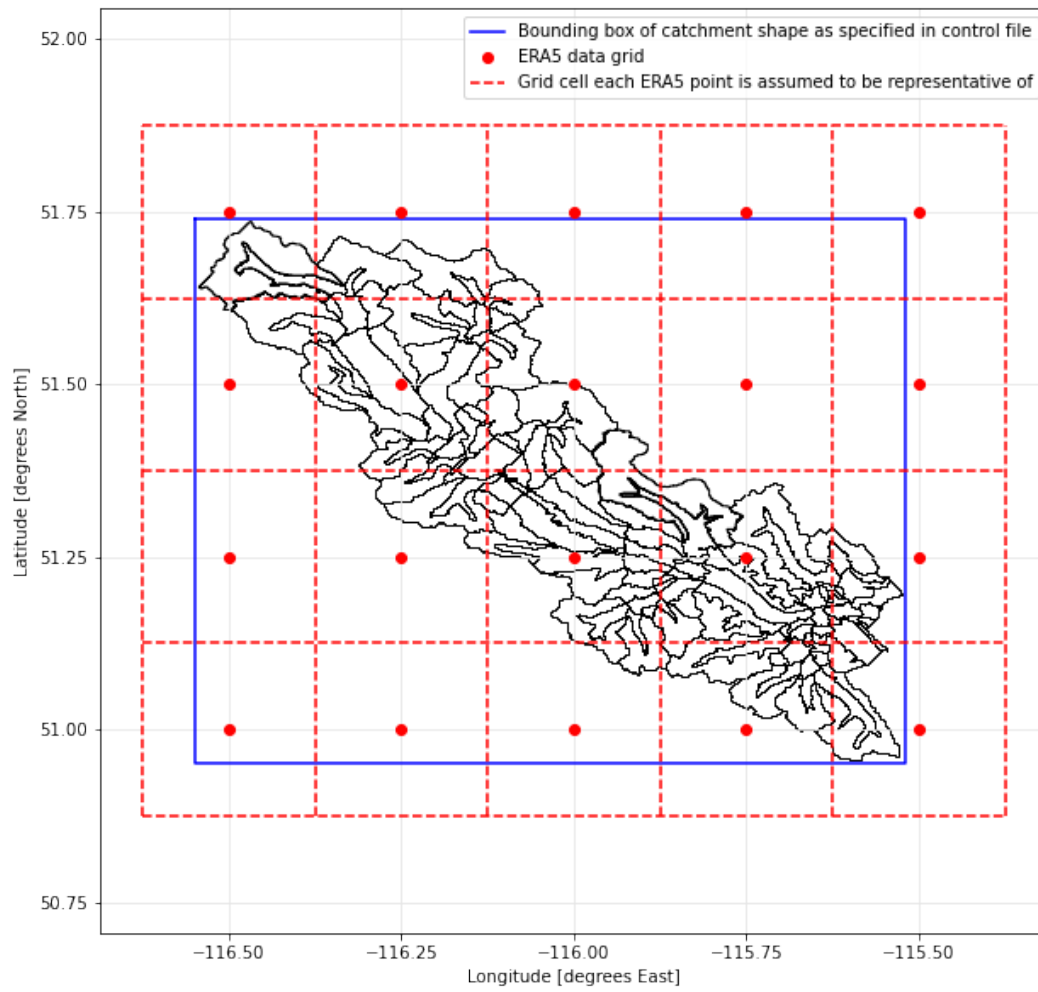 Bounding box of catchment shape as specified in control file
ERA5 data grid
Grid cell each ERA5 point is assumed to be representative of
52.00
51.75
51.50
51.25
51.00
50.75
Latitude [degrees North]
−116.50 −116.25 −116.00 −115.75 −115.50
Longitude [degrees East]